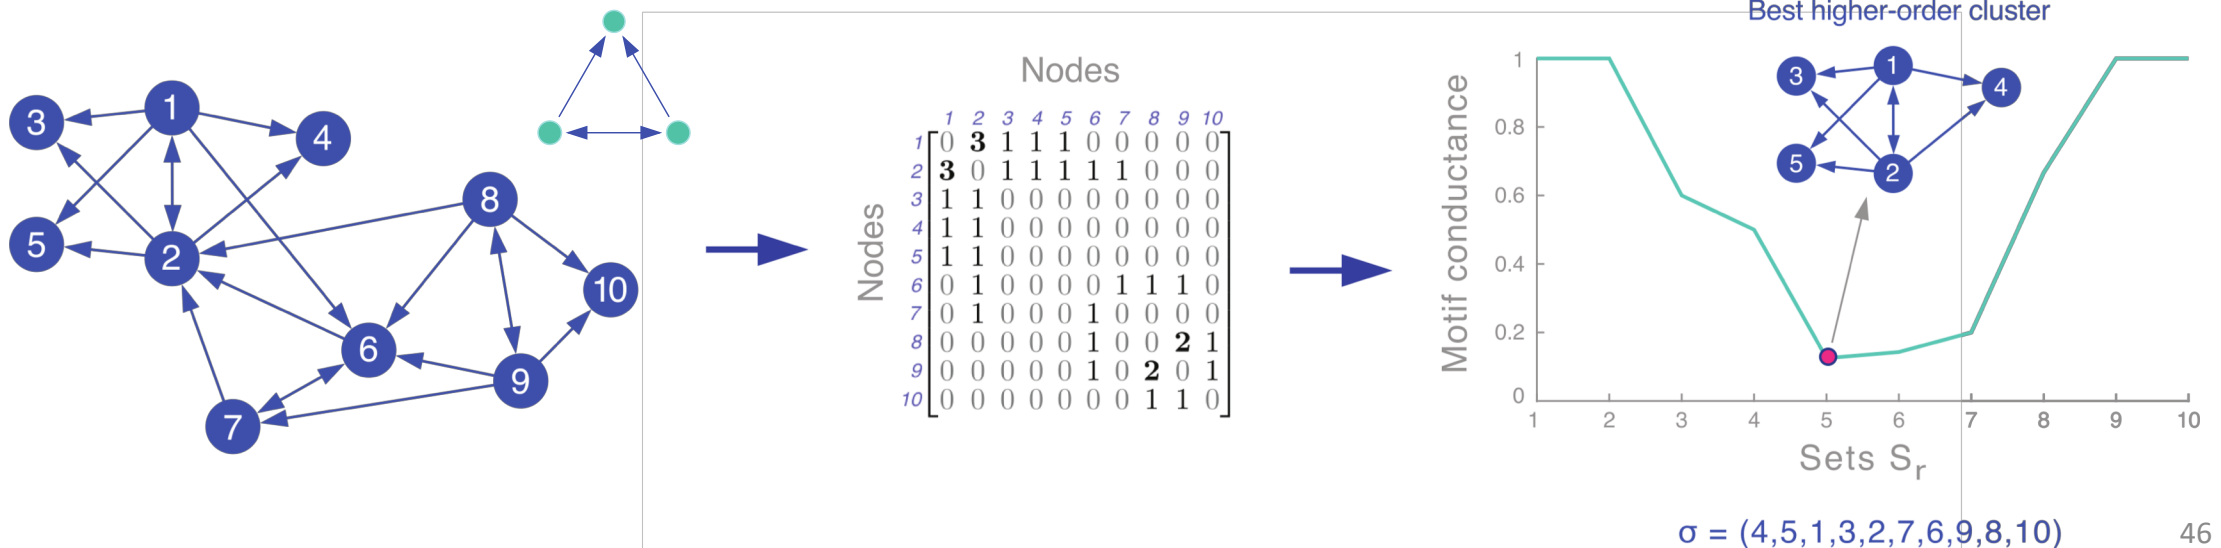 1
3
4
5
2
8
10
6
9
7
Nodes
Nodes
1 2 3 4 5 6 7 8 9 10
1 0 3 1 1 1 0 0 0 0 0
2 3 0 1 1 1 1 1 0 0 0
3 1 1 0 0 0 0 0 0 0 0
4 1 1 0 0 0 0 0 0 0 0
5 1 1 0 0 0 0 0 0 0 0
6 0 1 0 0 0 0 1 1 1 0
7 0 1 0 0 0 1 0 0 0 0
8 0 0 0 0 0 1 0 0 2 1
9 0 0 0 0 0 1 0 2 0 1
10 0 0 0 0 0 0 0 1 1 0
Best higher-order cluster
3
1
4
5
2
Motif conductance
1
0.8
0.6
0.4
0.2
0
1 2 3 4 5 6 7 8 9 10
Sets Sr
σ = (4,5,1,3,2,7,6,9,8,10)
46